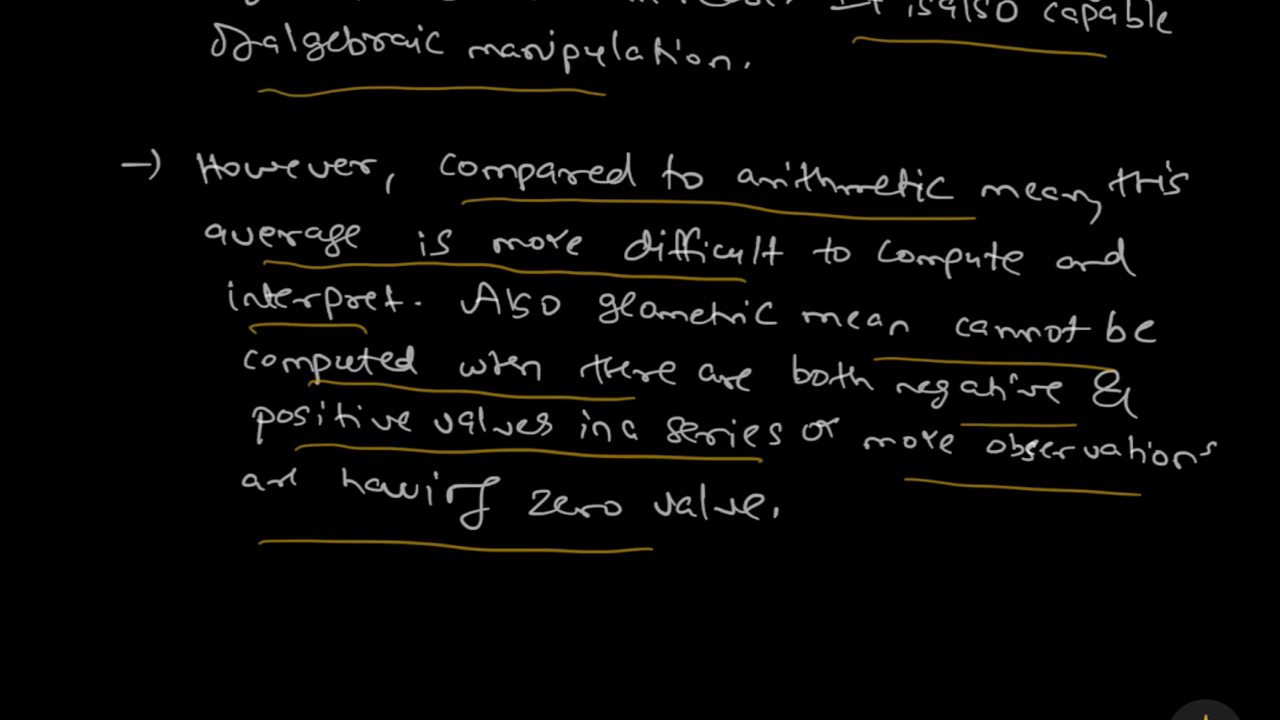 It is also capable
of algebraic manipulation.
→ However, compared to arithmetic mean, this
average is more difficult to compute and
interpret. Also geometric mean cannot be
computed when there are both negative &
positive values in a series or more observations
are having zero value.